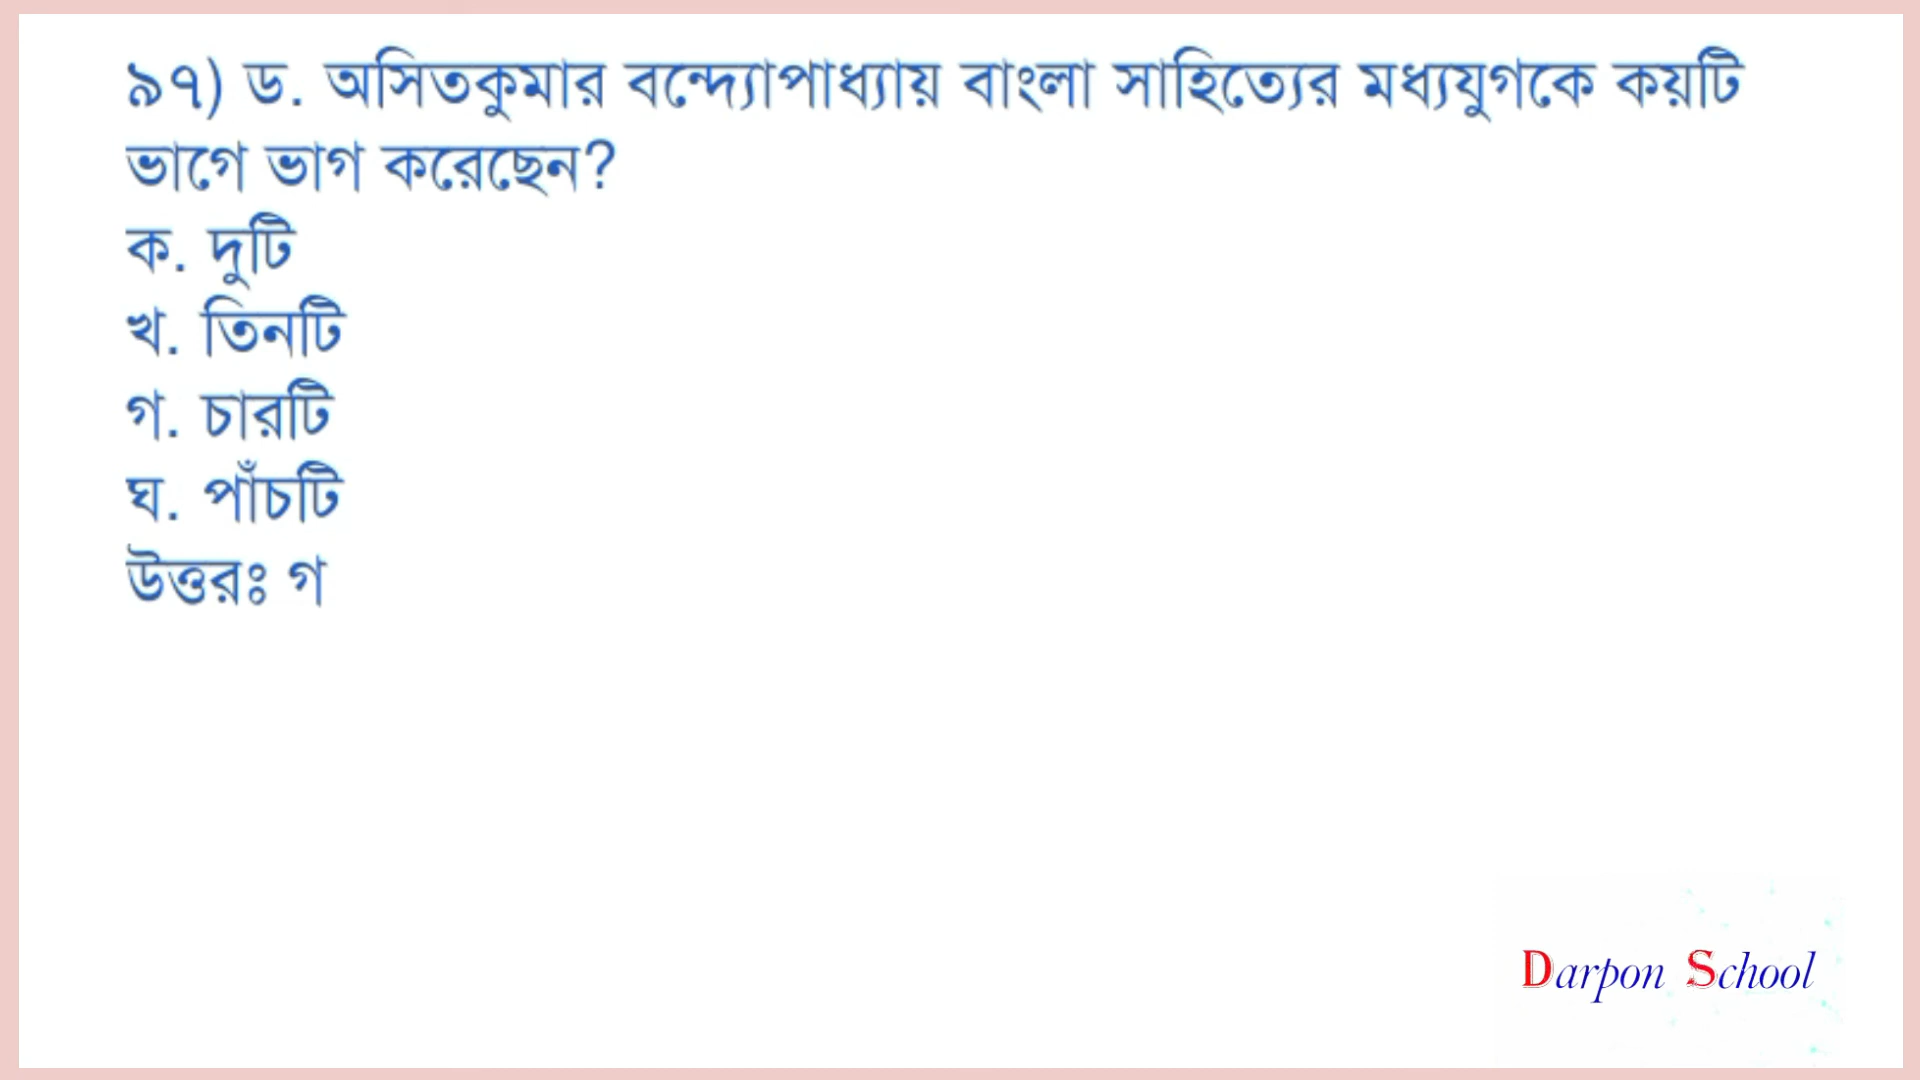 ৯৭) ড. অসিতকুমার বন্দ্যোপাধ্যায় বাংলা সাহিত্যের মধ্যযুগকে কয়টি
ভাগে ভাগ করেছেন?
ক. দুটি
খ. তিনটি
গ. চারটি
ঘ. পাঁচটি
উত্তরঃ গ
Darpon School